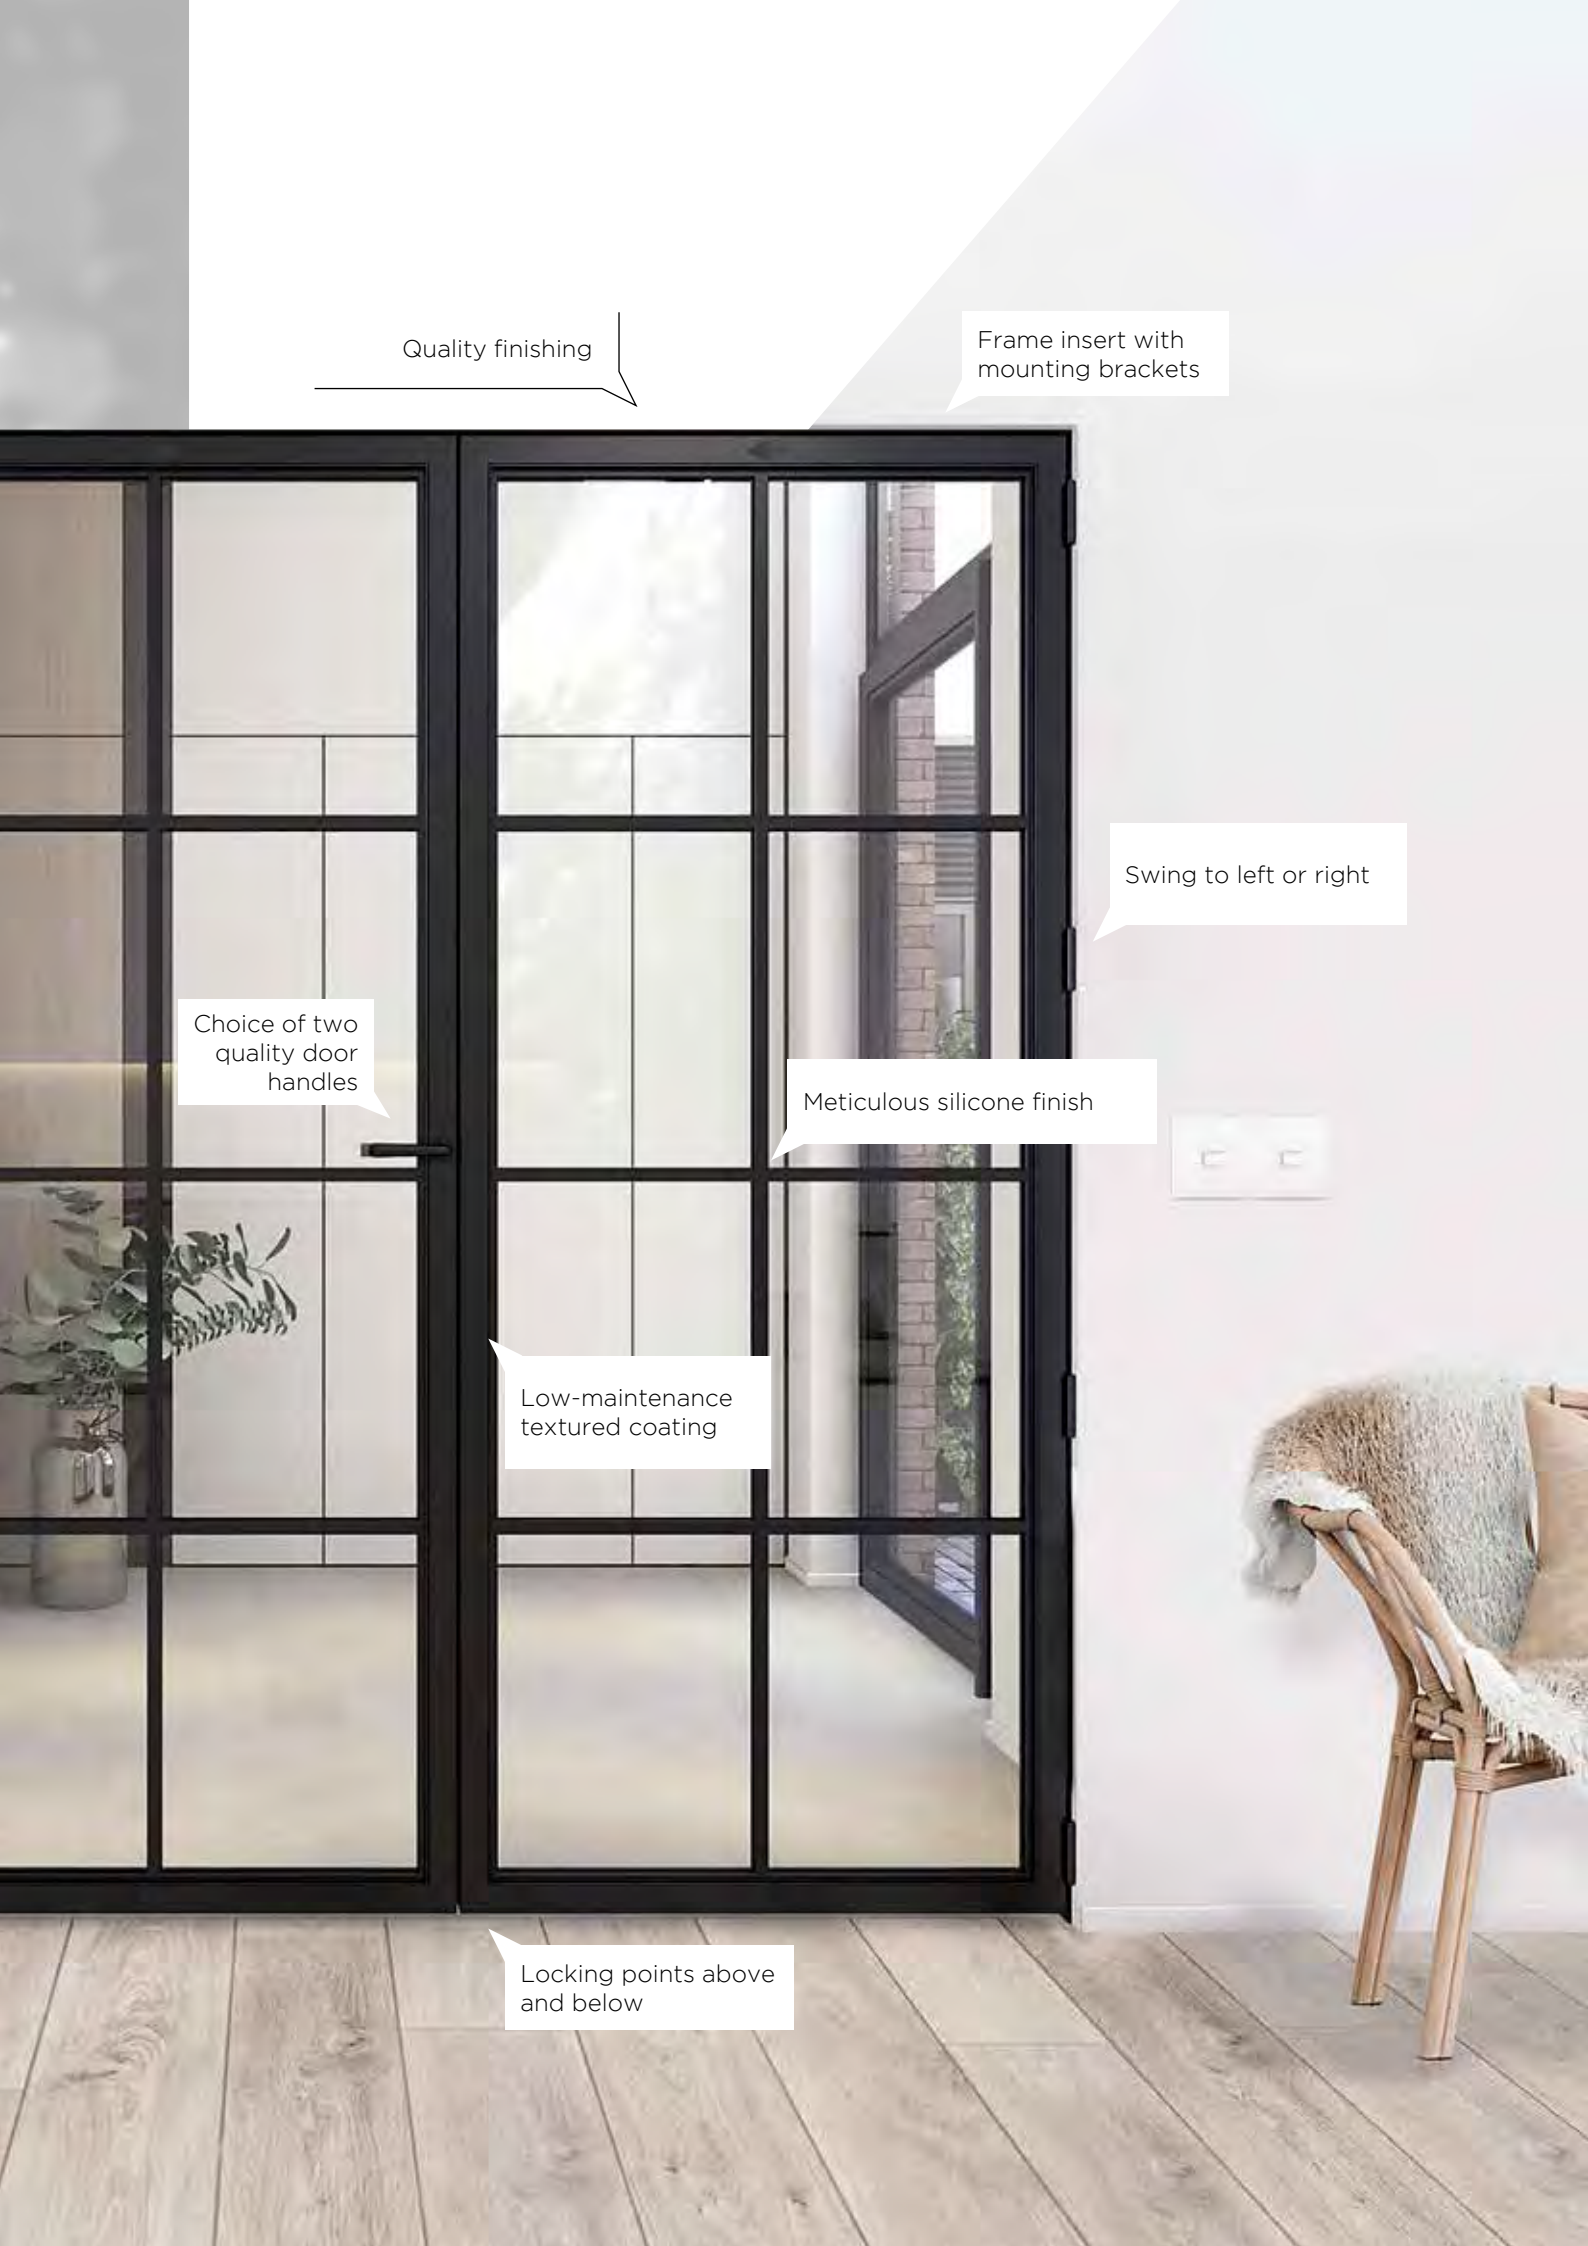 Quality finishing
Frame insert with
mounting brackets
Swing to left or right
Choice of two
quality door
handles
Meticulous silicone finish
Low-maintenance
textured coating
Locking points above
and below